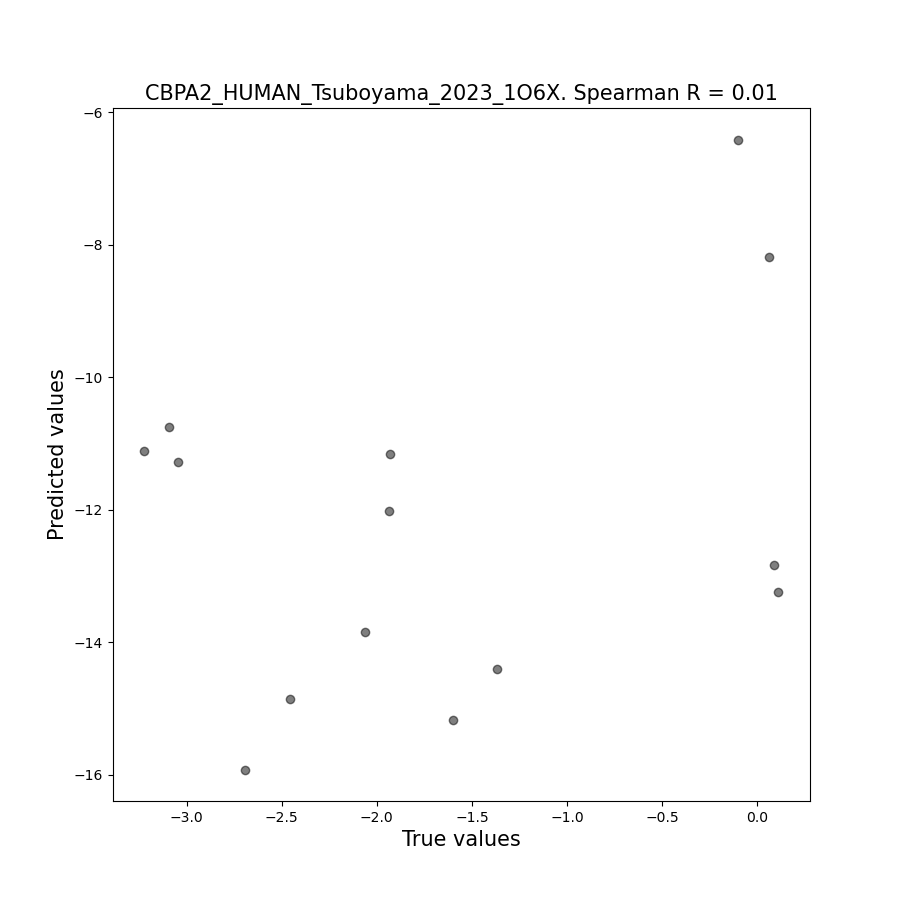 CBPA2_HUMAN_Tsuboyama_2023_1O6X. Spearman R = 0.01
−6
−8
−10
−12
−14
−16
Predicted values
−3.0 −2.5 −2.0 −1.5 −1.0 −0.5 0.0
True values